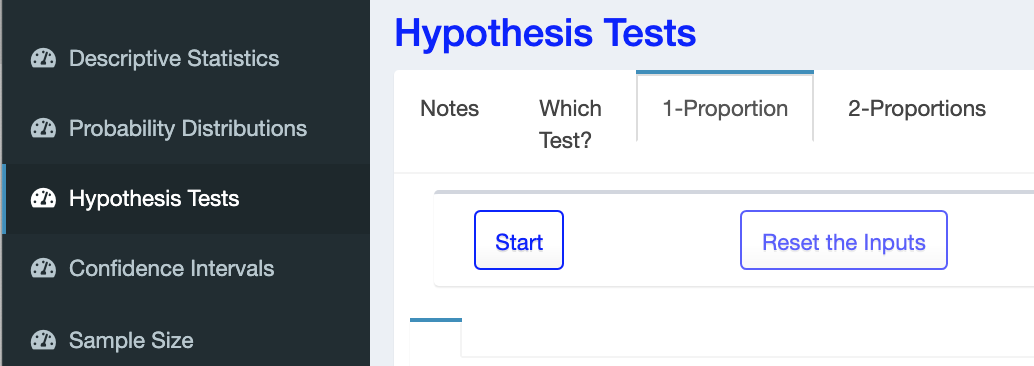 Descriptive Statistics
Probability Distributions
Hypothesis Tests
Confidence Intervals
Sample Size
Hypothesis Tests
Notes
Which
Test?
1-Proportion
2-Proportions
Start
Reset the Inputs